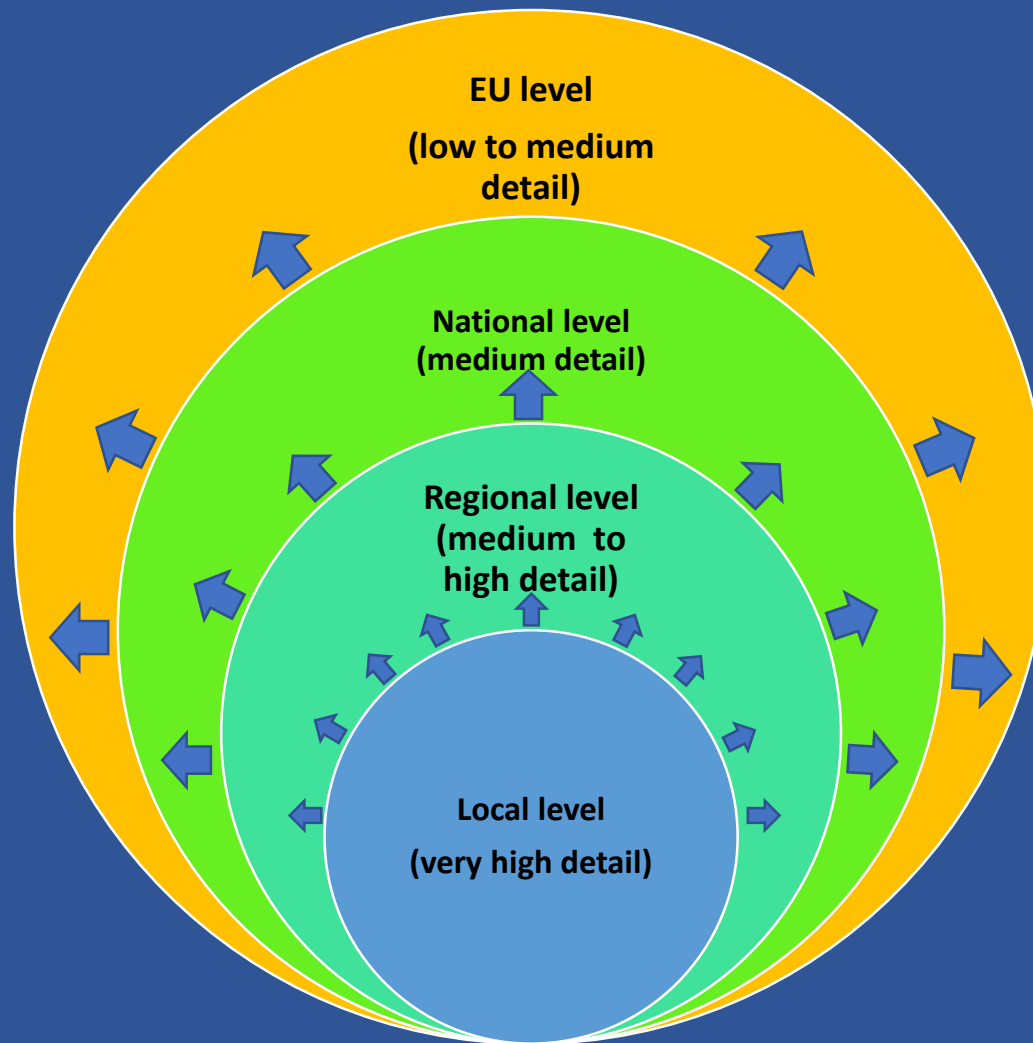 EU level
(low to medium
detail)
National level
(medium detail)
Regional level
(medium  to
high detail)
Local level
(very high detail)